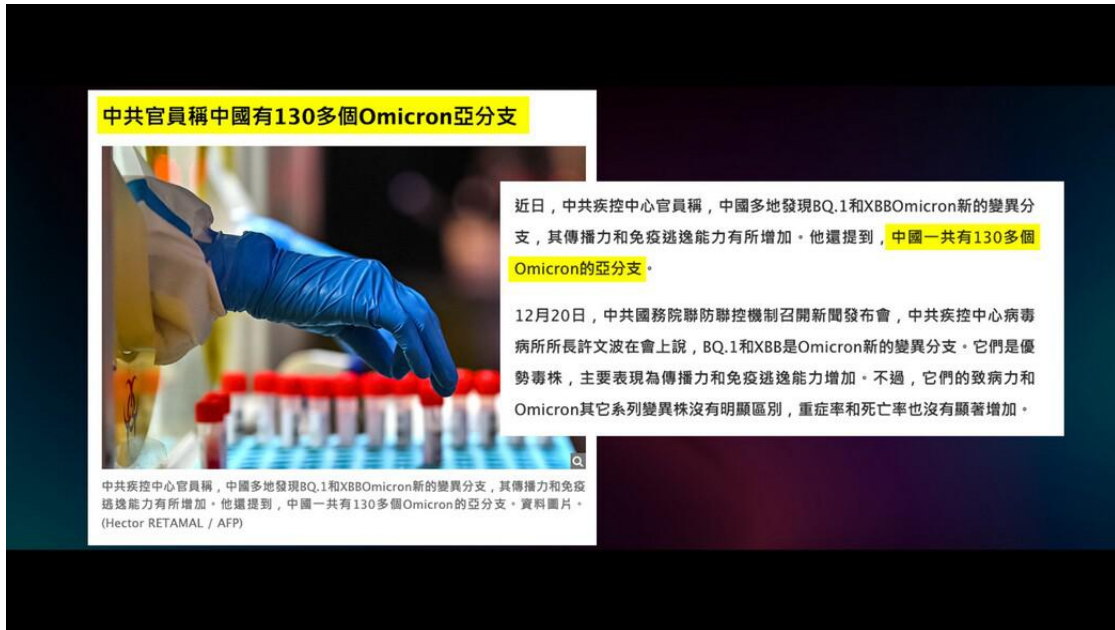 中共官員稱中國有130多個Omicron亞分支
中共疾控中心官員稱，中國多地發現BQ.1和XBBOmicron新的變異分支，其傳播力和免疫
逃逸能力有所增加。他還提到，中國一共有130多個Omicron的亞分支。資料圖片。
(Hector RETAMAL / AFP)
近日，中共疾控中心官員稱，中國多地發現BQ.1和XBBOmicron新的變異分
支，其傳播力和免疫逃逸能力有所增加。他還提到，中國一共有130多個
Omicron的亞分支。
12月20日，中共國務院聯防聯控機制召開新聞發布會，中共疾控中心病毒
病所所長許文波在會上說，BQ.1和XBB是Omicron新的變異分支。它們是優
勢毒株，主要表現為傳播力和免疫逃逸能力增加。不過，它們的致病力和
Omicron其它系列變異株沒有明顯區別，重症率和死亡率也沒有顯著增加。